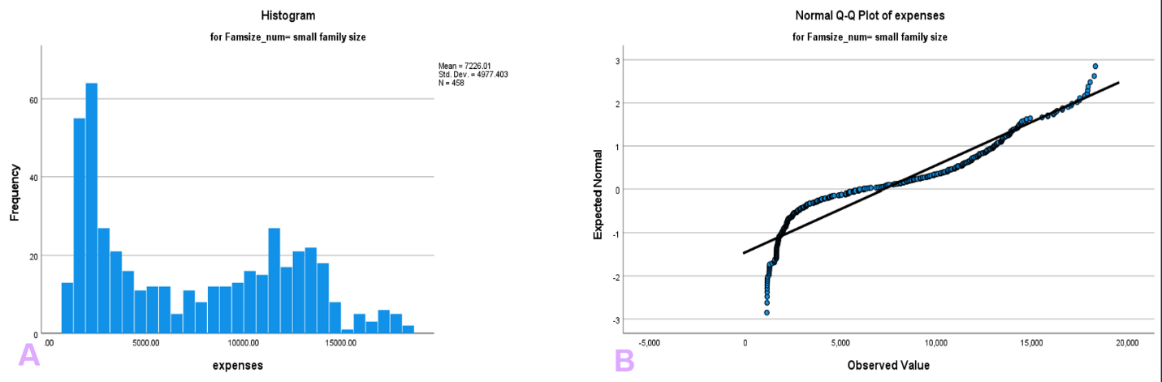 Histogram
for Famsize_num= small family size
Mean = 7226.01
Std. Dev. = 4977.403
N = 458
60
40
20
0
Frequency
.00 5000.00 10000.00 15000.00
expenses
A
Normal Q-Q Plot of expenses
for Famsize_num= small family size
3
2
1
0
-1
-2
-3
Expected Normal
-5,000 0 5,000 10,000 15,000 20,000
Observed Value
B